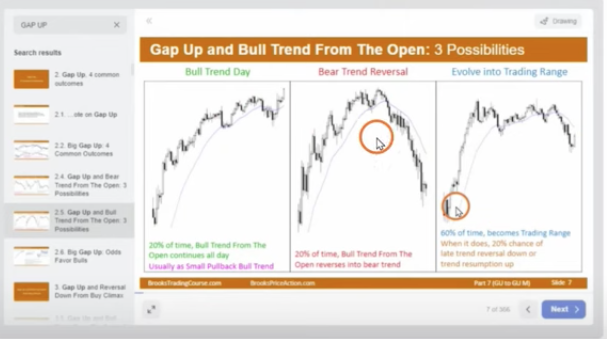 GAP UP
Drawing
Search results
2. Gap Up, 4 common
outcomes
2.1. ...ole on Gap Up
2.2. Big Gap Up: 4
Common Outcomes
2.4. Gap Up and Bear
Trend From The Open: 3
Possibilities
2.5. Gap Up and Bull
Trend From The Open: 3
Possibilities
2.6. Big Gap Up: Odds
Favor Bulls
3. Gap Up and Reversal
Down From Buy Climax
Gap Up and Bull Trend From The Open: 3 Possibilities
Bull Trend Day
Bear Trend Reversal
Evolve into Trading Range
20% of time, Bull Trend From The
Open continues all day
Usually as Small Pullback Bull Trend
20% of time, Bull Trend From The
Open reverses into bear trend
60% of time, becomes Trading Range
When it does, 20% chance of
late trend reversal down or
trend resumption up
BrooksTradingCourse.com
BrooksPriceAction.com
Part 7 (GU to GU M)
Slide 7
Next